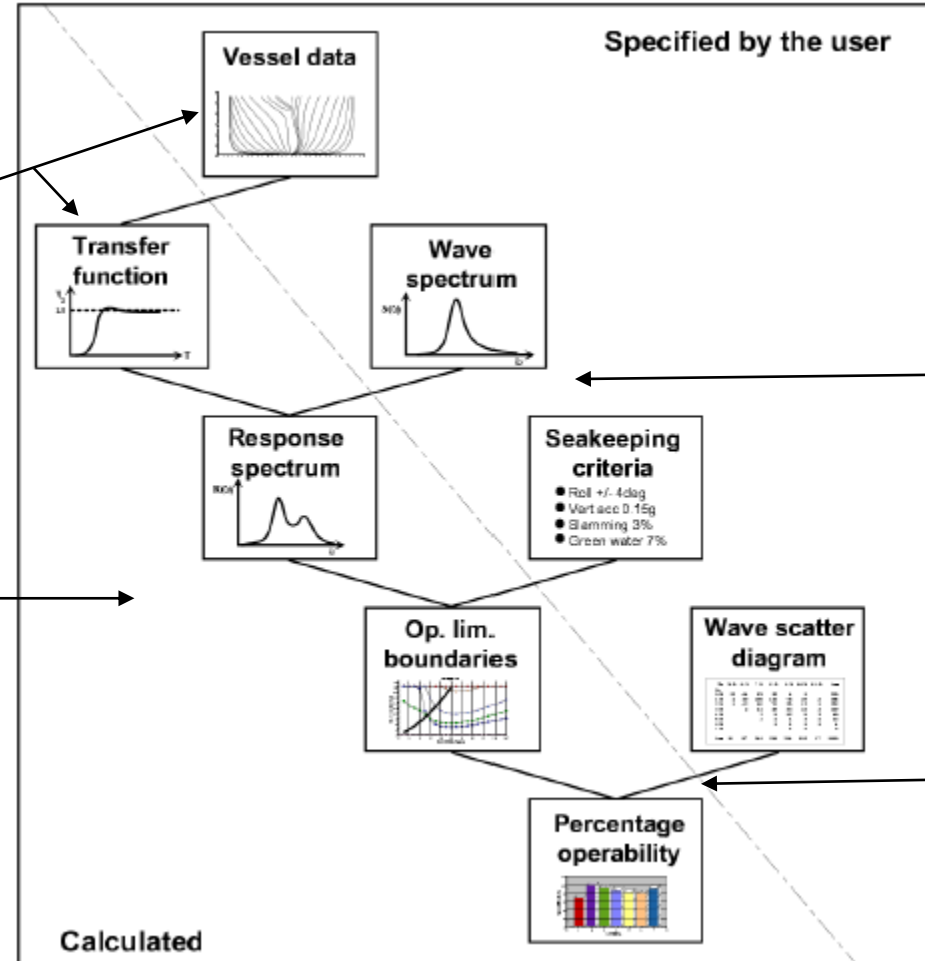 Specified by the user
Vessel data
Transfer
function
T
Wave
spectrum
Response
spectrum
Seakeeping
criteria
Roll +/- 4deg
Vert acc 0.15g
Slamming 3%
Green water 7%
Op. lim.
boundaries
Wave scatter
diagram
Percentage
operability
Calculated